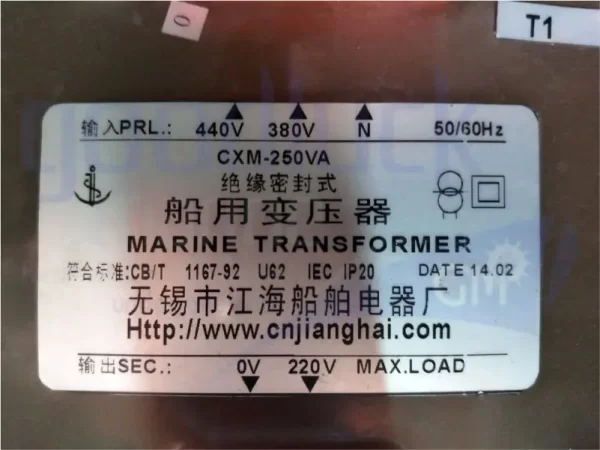 0
T1
输入PRL.: 440V 380V N 50/60Hz
CXM-250VA
绝缘密封式
船用变压器
MARINE TRANSFORMER
符合标准:CB/T 1167-92 U62 IEC IP20 DATE 14.02
无锡市江海船舶电器厂
Http://www.cnjianghai.com
输出SEC.: 0V 220V MAX.LOAD